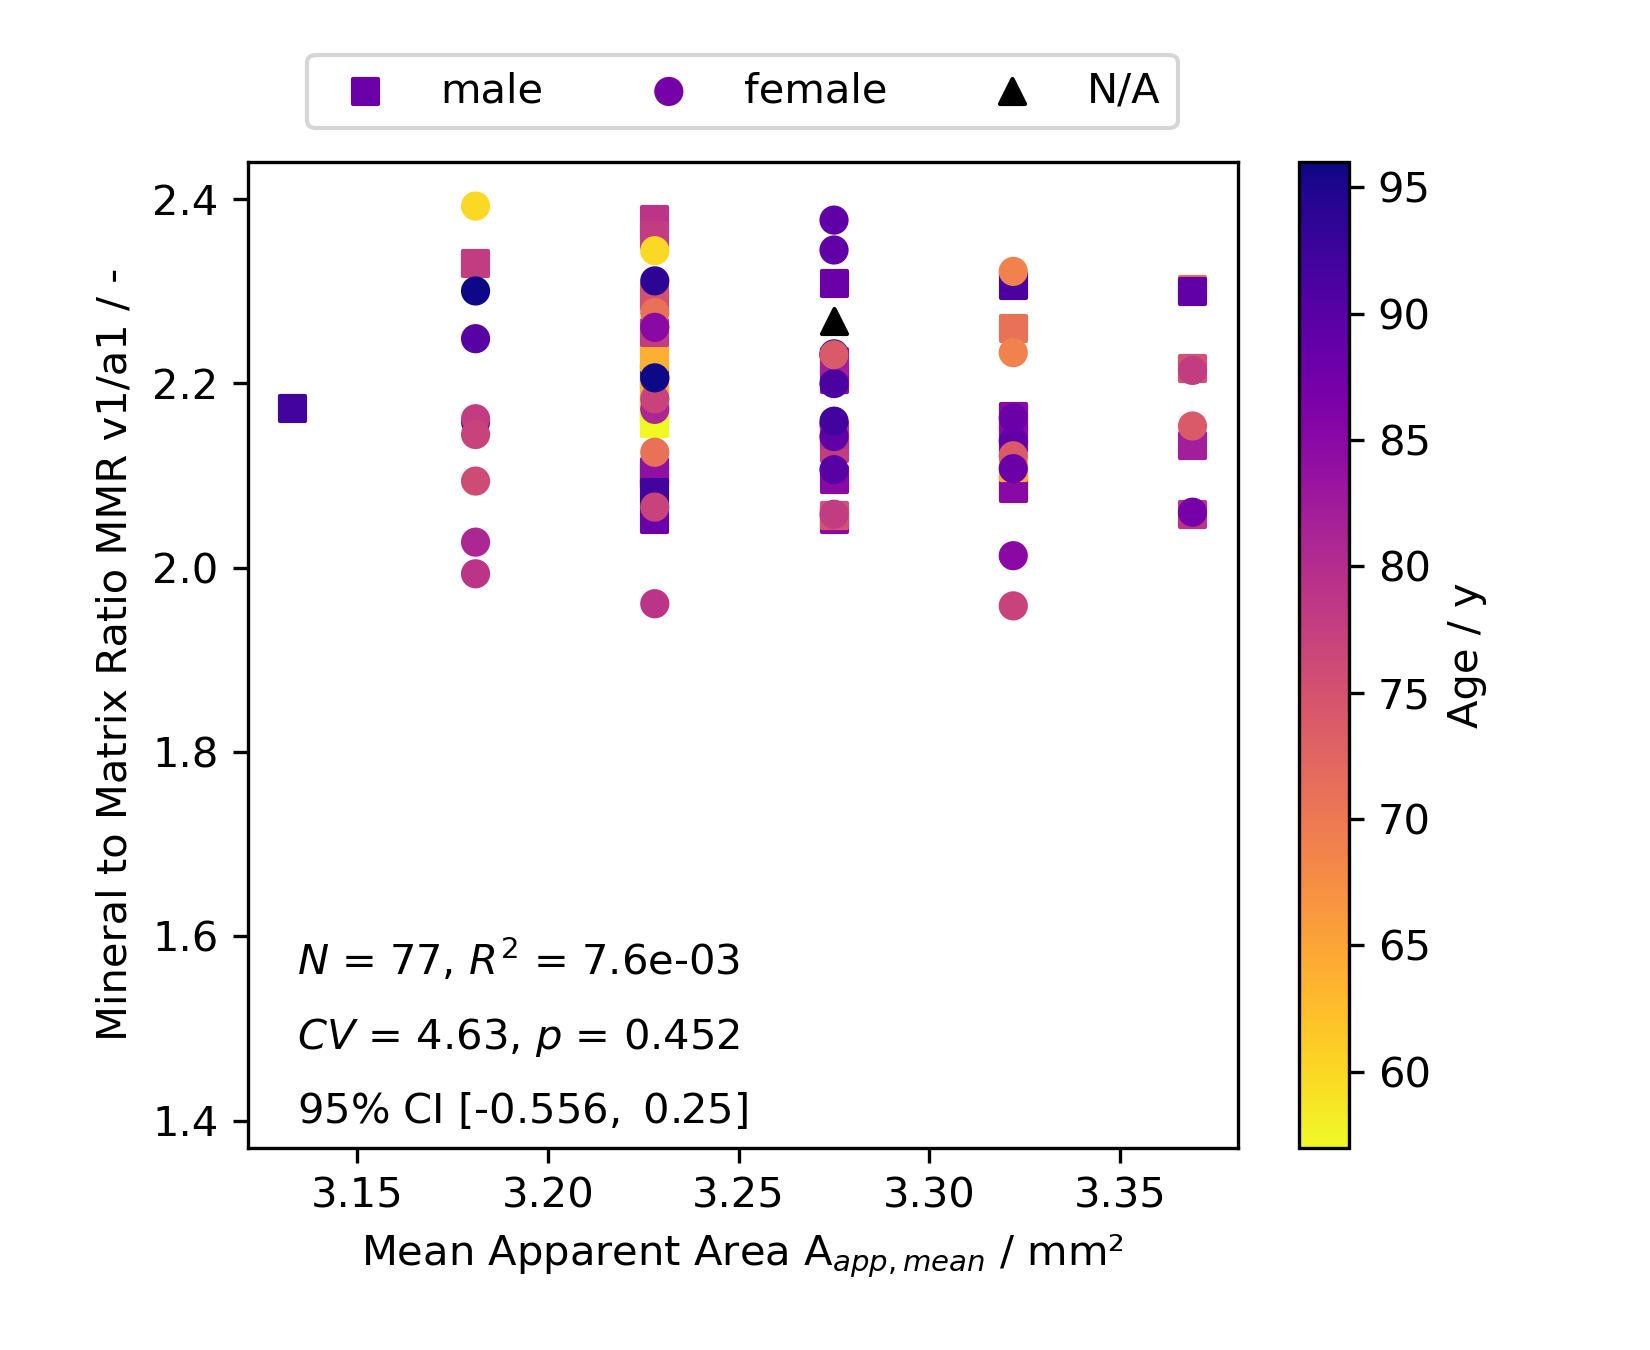 male female N/A
2.4
2.2
2.0
1.8
1.6
1.4
Mineral to Matrix Ratio MMR v1/a1 / -
N = 77, R² = 7.6e-03
CV = 4.63, p = 0.452
95% CI [-0.556, 0.25]
3.15 3.20 3.25 3.30 3.35
Mean Apparent Area A_app,mean / mm²
95
90
85
80
75
70
65
60
Age / y